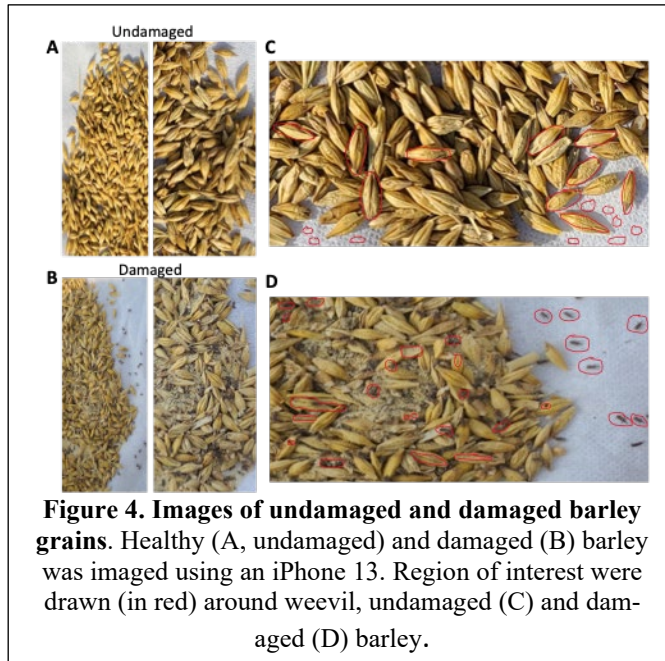 Undamaged
A
C
Damaged
B
D
Figure 4. Images of undamaged and damaged barley
grains. Healthy (A, undamaged) and damaged (B) barley
was imaged using an iPhone 13. Region of interest were
drawn (in red) around weevil, undamaged (C) and dam-
aged (D) barley.